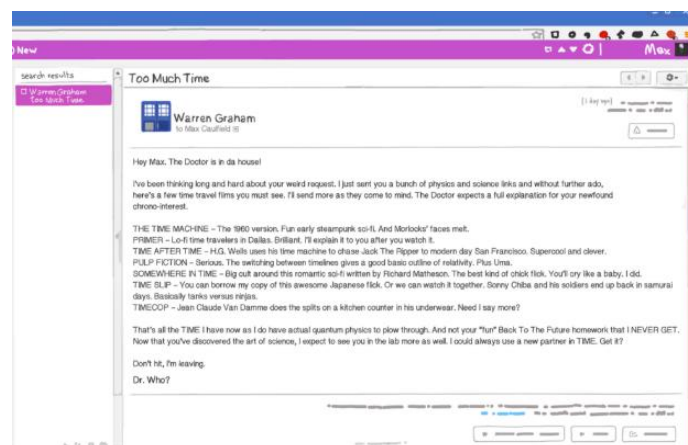 New
Max
search results
Warren Graham
Too Much Time
Too Much Time
[1 day ago]
Warren Graham
to Max Caulfield
Hey Max. The Doctor is in da house!
I've been thinking long and hard about your weird request. I just sent you a bunch of physics and science links and without further ado,
here's a few time travel films you must see. I'll send more as they come to mind. The Doctor expects a full explanation for your newfound
chrono-interest.
THE TIME MACHINE – The 1960 version. Fun early steampunk sci-fi. And Morlocks' faces melt.
PRIMER – Lo-fi time travelers in Dallas. Brilliant. I'll explain it to you after you watch it.
TIME AFTER TIME – H.G. Wells uses his time machine to chase Jack The Ripper to modern day San Francisco. Supercool and clever.
PULP FICTION – Serious. The switching between timelines gives a good basic outline of relativity. Plus Uma.
SOMEWHERE IN TIME – Big cult around this romantic sci-fi written by Richard Matheson. The best kind of chick flick. You'll cry like a baby. I did.
TIME SLIP – You can borrow my copy of this awesome Japanese flick. Or we can watch it together. Sonny Chiba and his soldiers end up back in samurai
days. Basically tanks versus ninjas.
TIMECOP – Jean Claude Van Damme does the splits on a kitchen counter in his underwear. Need I say more?
That's all the TIME I have now as I do have actual quantum physics to plow through. And not your "fun" Back To The Future homework that I NEVER GET.
Now that you've discovered the art of science, I expect to see you in the lab more as well. I could always use a new partner in TIME. Get it?
Don't hit, I'm leaving.
Dr. Who?